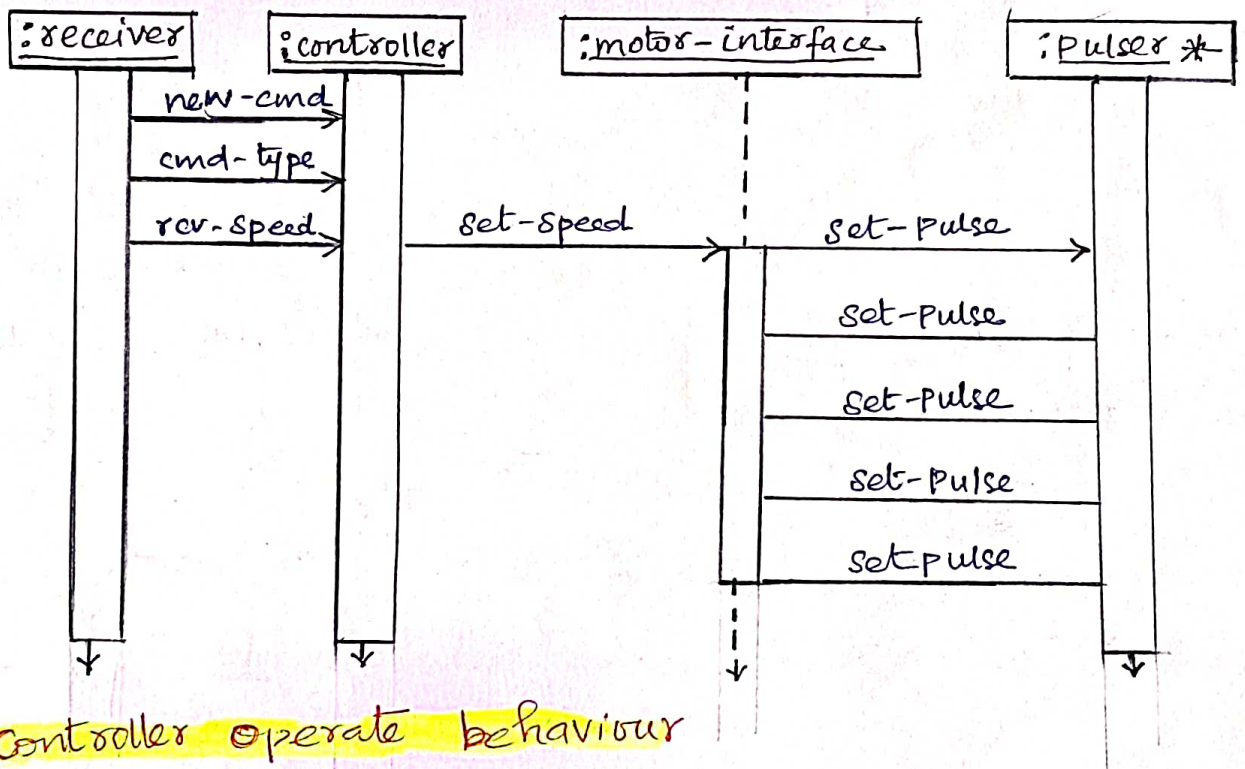 :receiver :controller :motor-interface :pulser *
new-cmd
cmd-type
rcv-speed set-speed set-pulse
set-pulse
set-pulse
set-pulse
setpulse
Controller operate behaviour